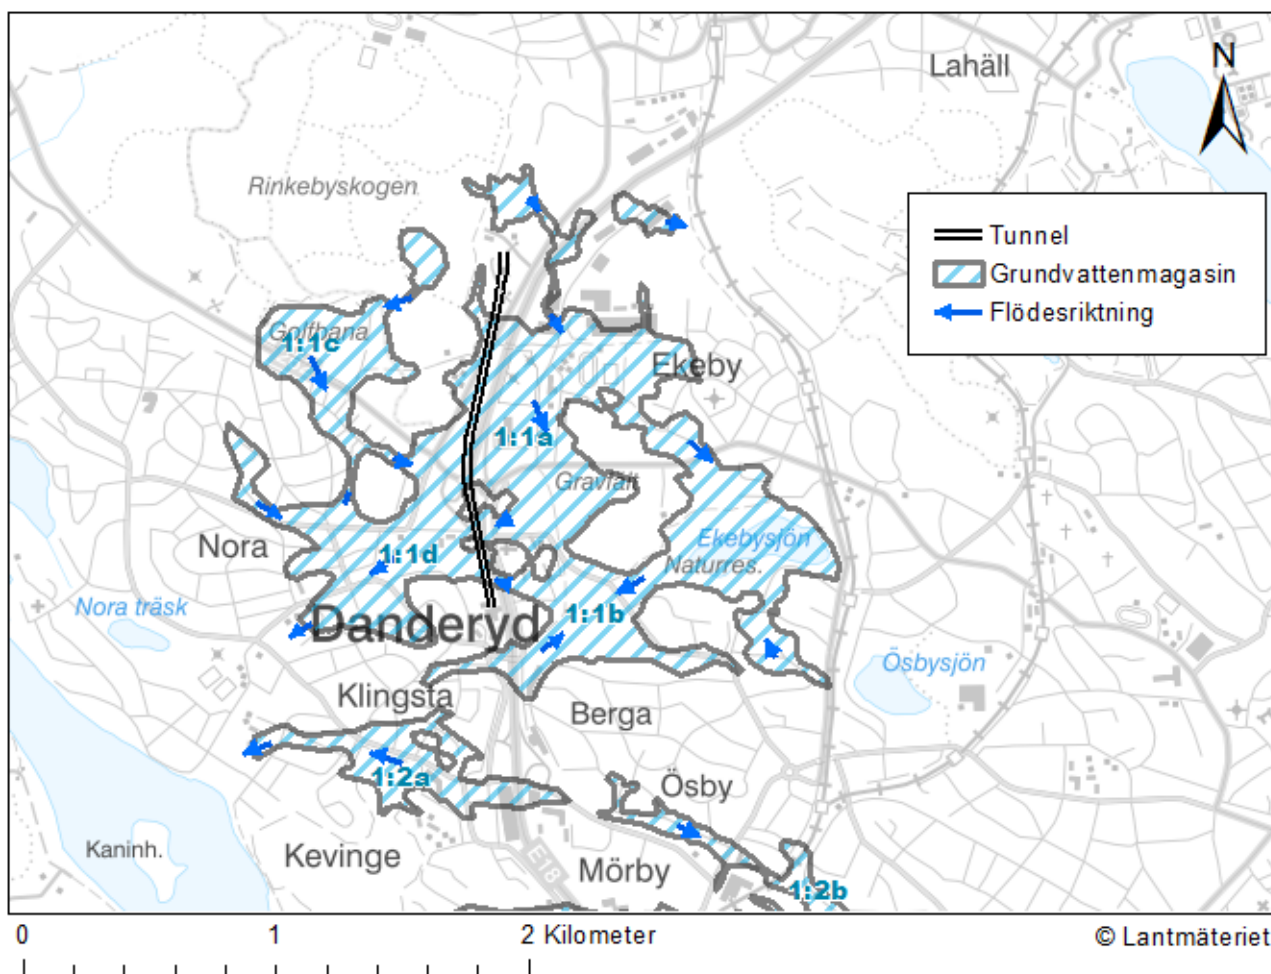 Lahäll
N
Rinkebyskogen
Tunnel
Grundvattenmagasin
Flödesriktning
Golfbana
1:1c
Ekeby
1:1a
Gravfält
Nora
1:1d
Ekebysjön
Naturres.
Nora träsk
Danderyd
1:1b
Ösbysjön
Klingsta
Berga
1:2a
Ösby
Kaninh.
Kevinge
E18
Mörby
1:2b
0 1 2 Kilometer
© Lantmäteriet